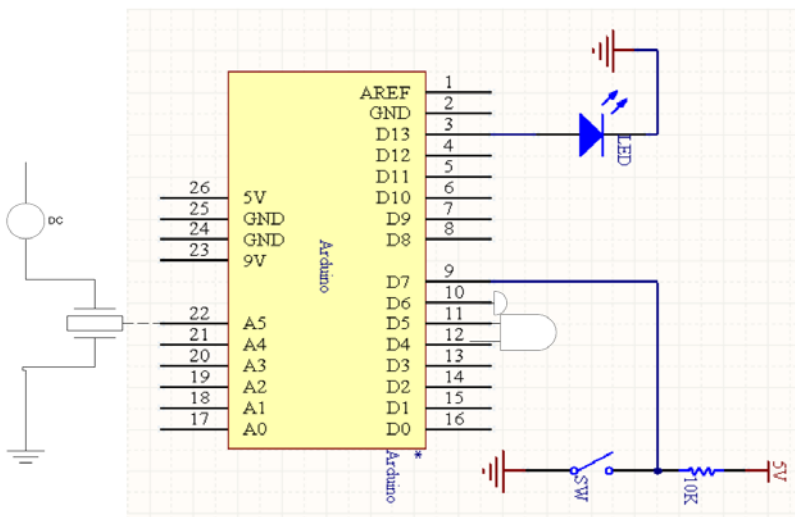 AREF 1
GND 2
D13 3
D12 4
D11 5
D10 6
D9 7
D8 8
D7 9
D6 10
D5 11
D4 12
D3 13
D2 14
D1 15
D0 16
26 5V
25 GND
24 GND
23 9V
22 A5
21 A4
20 A3
19 A2
18 A1
17 A0
Arduino
Arduino
*
DC
LED
SW
10K
5V